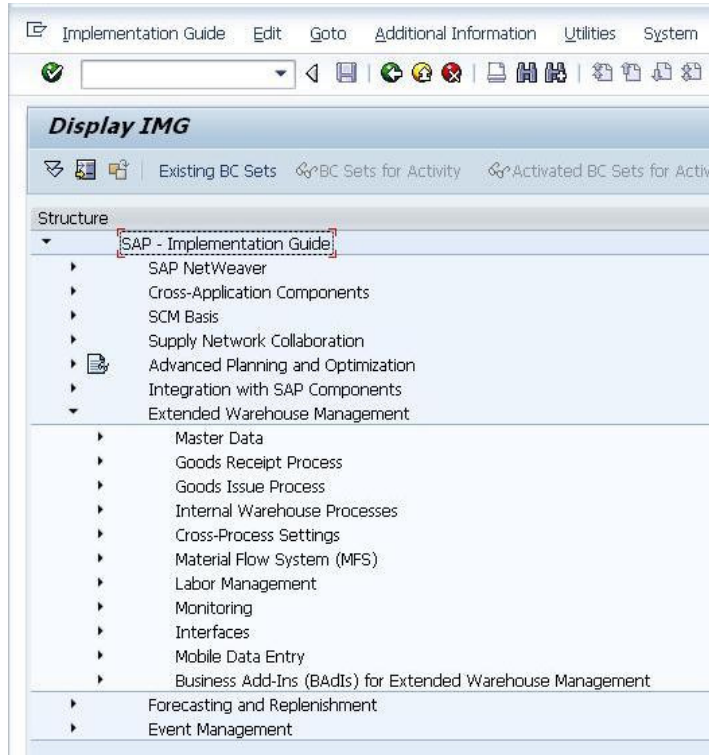 Implementation Guide Edit Goto Additional Information Utilities System
Display IMG
Existing BC Sets BC Sets for Activity Activated BC Sets for Activ
Structure
SAP - Implementation Guide
SAP NetWeaver
Cross-Application Components
SCM Basis
Supply Network Collaboration
Advanced Planning and Optimization
Integration with SAP Components
Extended Warehouse Management
Master Data
Goods Receipt Process
Goods Issue Process
Internal Warehouse Processes
Cross-Process Settings
Material Flow System (MFS)
Labor Management
Monitoring
Interfaces
Mobile Data Entry
Business Add-Ins (BAdIs) for Extended Warehouse Management
Forecasting and Replenishment
Event Management